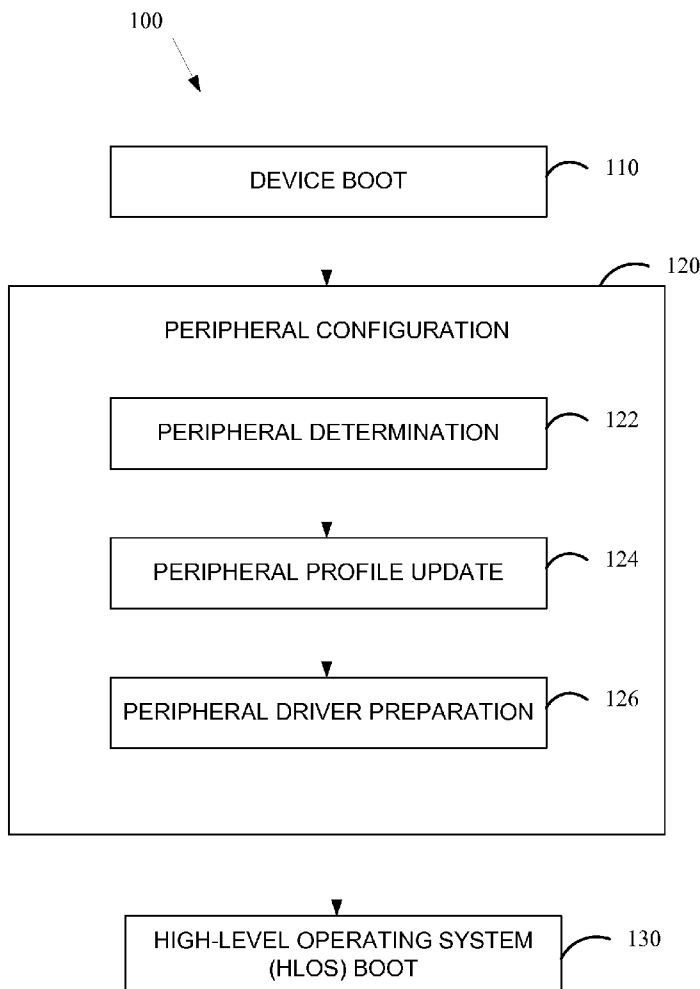 100
DEVICE BOOT
110
120
PERIPHERAL CONFIGURATION
PERIPHERAL DETERMINATION
122
PERIPHERAL PROFILE UPDATE
124
PERIPHERAL DRIVER PREPARATION
126
HIGH-LEVEL OPERATING SYSTEM
(HLOS) BOOT
130